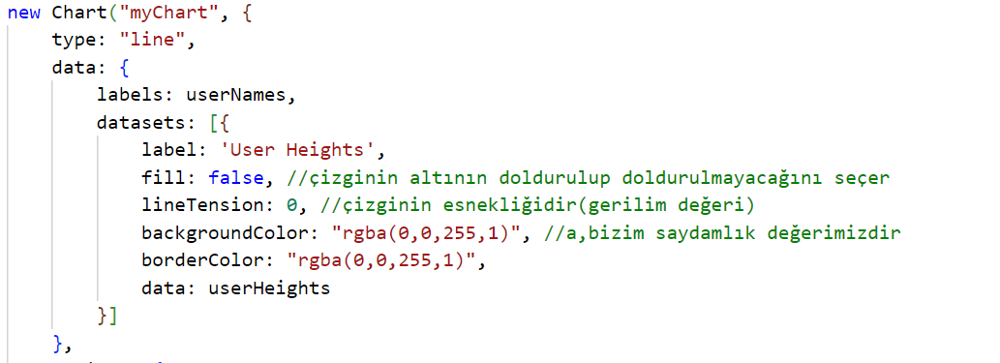 new Chart("myChart", {
type: "line",
data: {
labels: userNames,
datasets: [{
label: 'User Heights',
fill: false, //çizginin altının doldurulup doldurulmayacağını seçer
lineTension: 0, //çizginin esnekliğidir(gerilim değeri)
backgroundColor: "rgba(0,0,255,1)", //a,bizim saydamlık değerimizdir
borderColor: "rgba(0,0,255,1)",
data: userHeights
}]
},